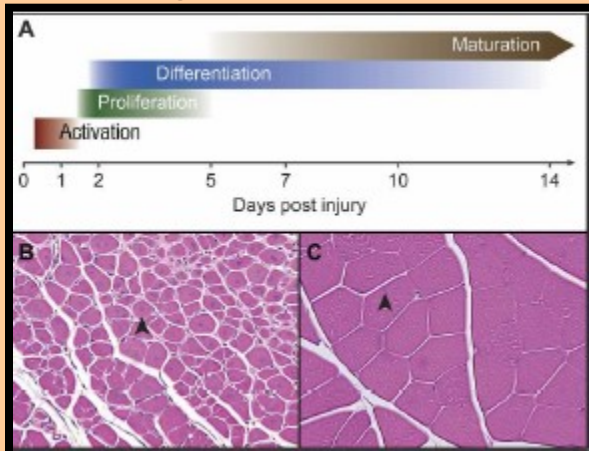 A
Maturation
Differentiation
Proliferation
Activation
0 1 2 5 7 10 14
Days post injury
B
C